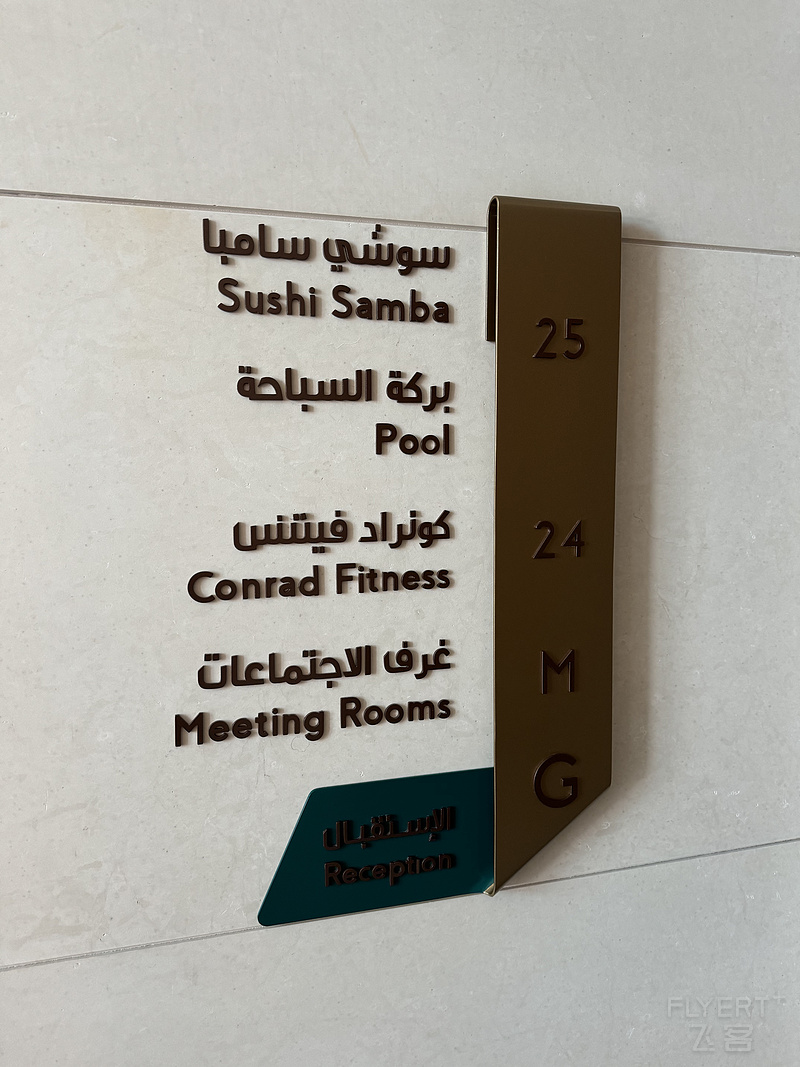 سوشي سامبا
Sushi Samba
25
بركة السباحة
Pool
كونراد فيتنس
Conrad Fitness
24
غرف الاجتماعات
Meeting Rooms
M
الإستقبال
Reception
G
FLYERT
飞客